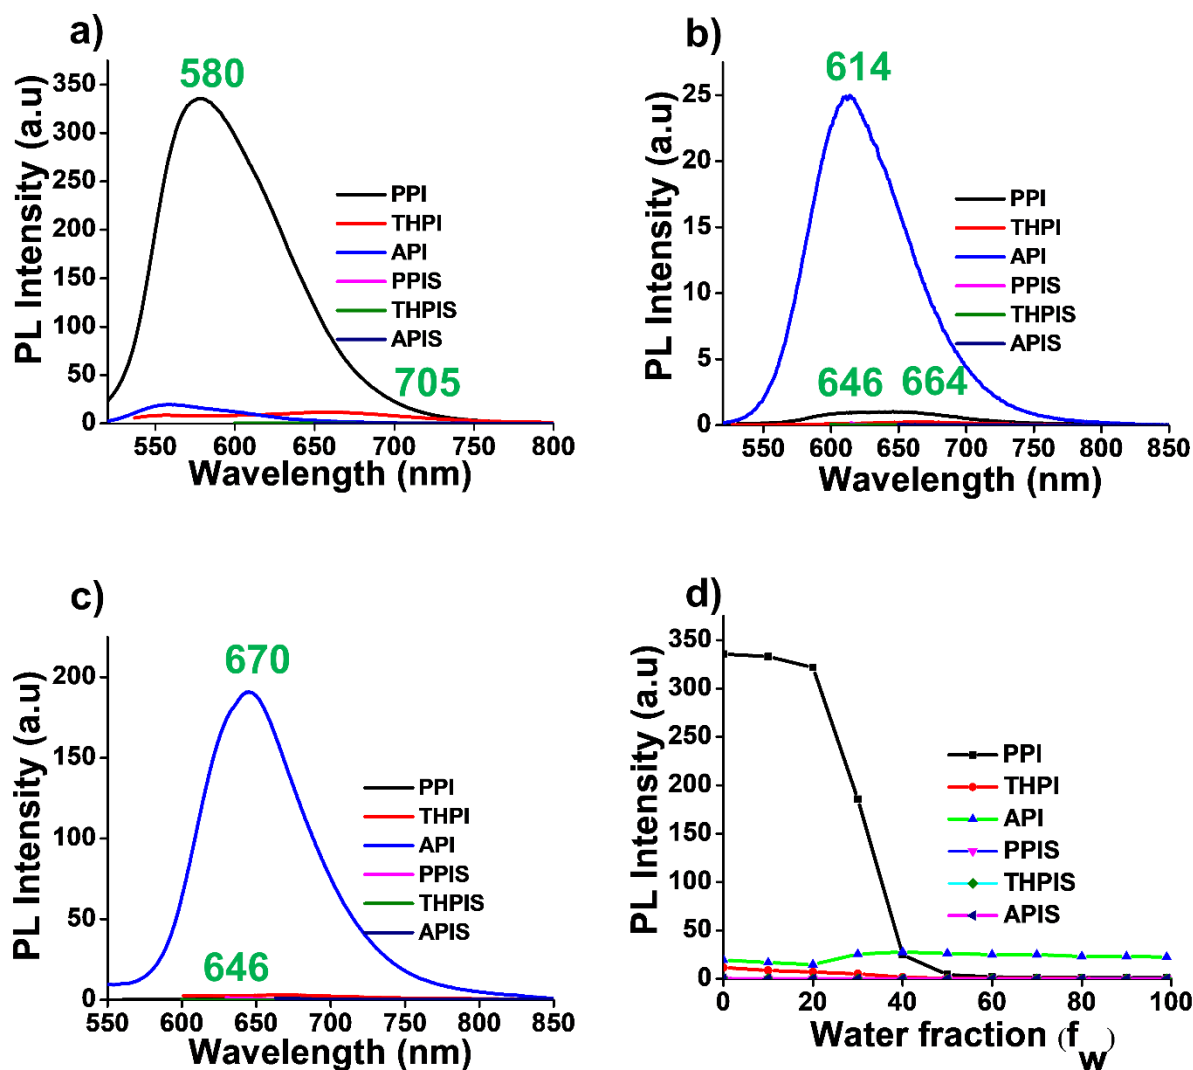 a)
580
350
300
250
200
150
100
50
0
PL Intensity (a.u)
PPI
THPI
API
PPIS
THPIS
APIS
705
550 600 650 700 750 800
Wavelength (nm)
b)
614
25
20
15
10
5
0
PL Intensity (a.u)
PPI
THPI
API
PPIS
THPIS
APIS
646 664
550 600 650 700 750 800 850
Wavelength (nm)
c)
670
200
150
100
50
0
PL Intensity (a.u)
PPI
THPI
API
PPIS
THPIS
APIS
646
550 600 650 700 750 800 850
Wavelength (nm)
d)
350
300
250
200
150
100
50
0
PL Intensity (a.u)
PPI
THPI
API
PPIS
THPIS
APIS
0 20 40 60 80 100
Water fraction (fw)